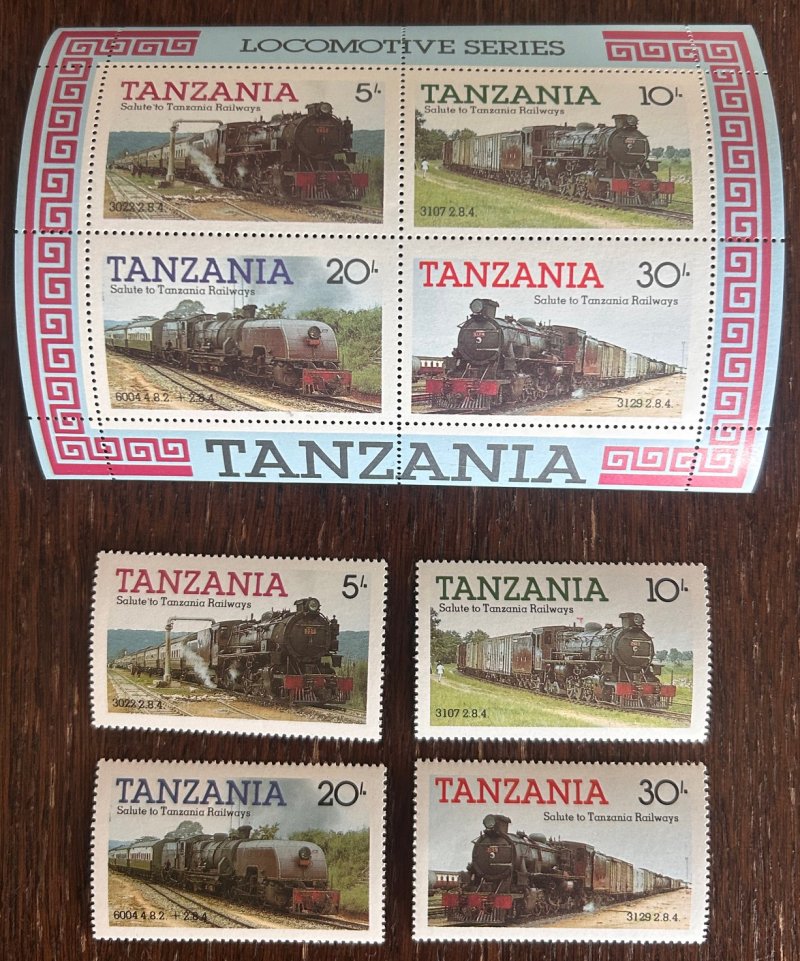 LOCOMOTIVE SERIES
TANZANIA 5/-
Salute to Tanzania Railways
3022 2.8.4.
TANZANIA 10/-
Salute to Tanzania Railways
3107 2.8.4.
TANZANIA 20/-
Salute to Tanzania Railways
6004 4.8.2. + 2.8.4.
TANZANIA 30/-
Salute to Tanzania Railways
3129 2.8.4.
TANZANIA
TANZANIA 5/-
Salute to Tanzania Railways
3022 2.8.4.
TANZANIA 10/-
Salute to Tanzania Railways
3107 2.8.4.
TANZANIA 20/-
Salute to Tanzania Railways
6004 4.8.2. + 2.8.4.
TANZANIA 30/-
Salute to Tanzania Railways
3129 2.8.4.